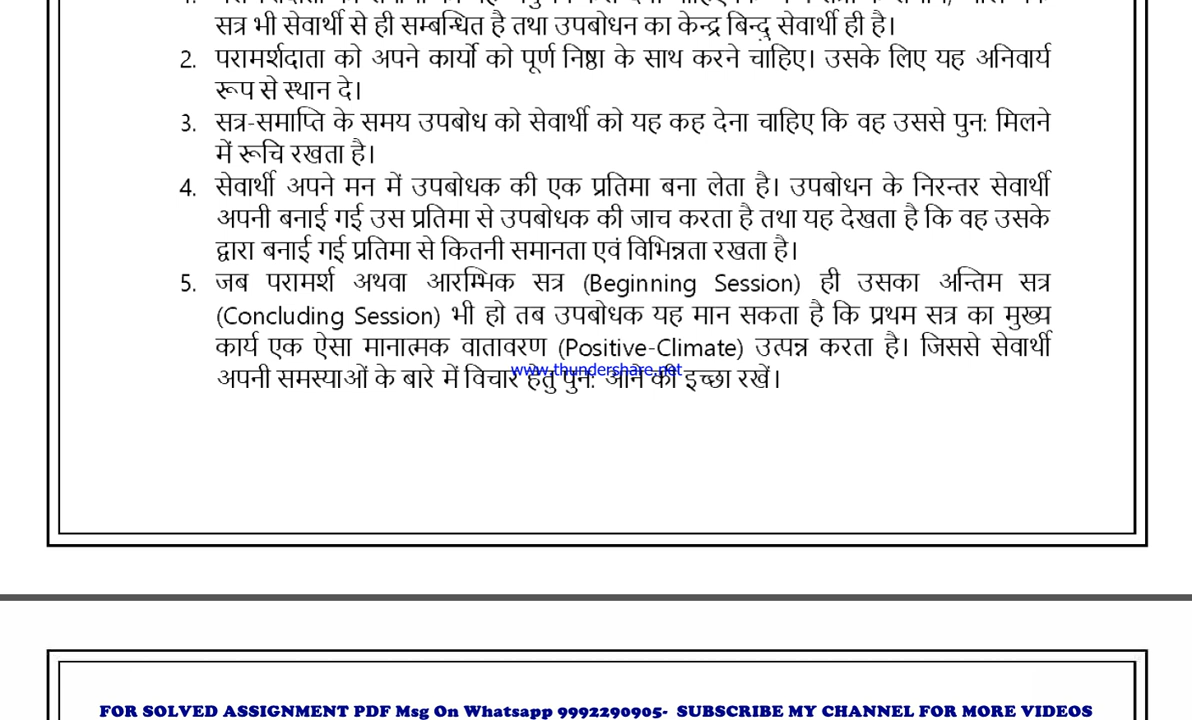 सत्र भी सेवार्थी से ही सम्बन्धित है तथा उपबोधन का केन्द्र बिन्दु सेवार्थी ही है।
2. परामर्शदाता को अपने कार्यो को पूर्ण निष्ठा के साथ करने चाहिए। उसके लिए यह अनिवार्य
रूप से स्थान दे।
3. सत्र-समाप्ति के समय उपबोध को सेवार्थी को यह कह देना चाहिए कि वह उससे पुन: मिलने
में रूचि रखता है।
4. सेवार्थी अपने मन में उपबोधक की एक प्रतिमा बना लेता है। उपबोधन के निरन्तर सेवार्थी
अपनी बनाई गई उस प्रतिमा से उपबोधक की जाच करता है तथा यह देखता है कि वह उसके
द्वारा बनाई गई प्रतिमा से कितनी समानता एवं विभिन्नता रखता है।
5. जब परामर्श अथवा आरम्भिक सत्र (Beginning Session) ही उसका अन्तिम सत्र
(Concluding Session) भी हो तब उपबोधक यह मान सकता है कि प्रथम सत्र का मुख्य
कार्य एक ऐसा मानात्मक वातावरण (Positive-Climate) उत्पन्न करता है। जिससे सेवार्थी
अपनी समस्याओं के बारे में विचार हेतु पुन: आने की इच्छा रखें।
www.thundershare.net
FOR SOLVED ASSIGNMENT PDF Msg On Whatsapp 9992290905- SUBSCRIBE MY CHANNEL FOR MORE VIDEOS